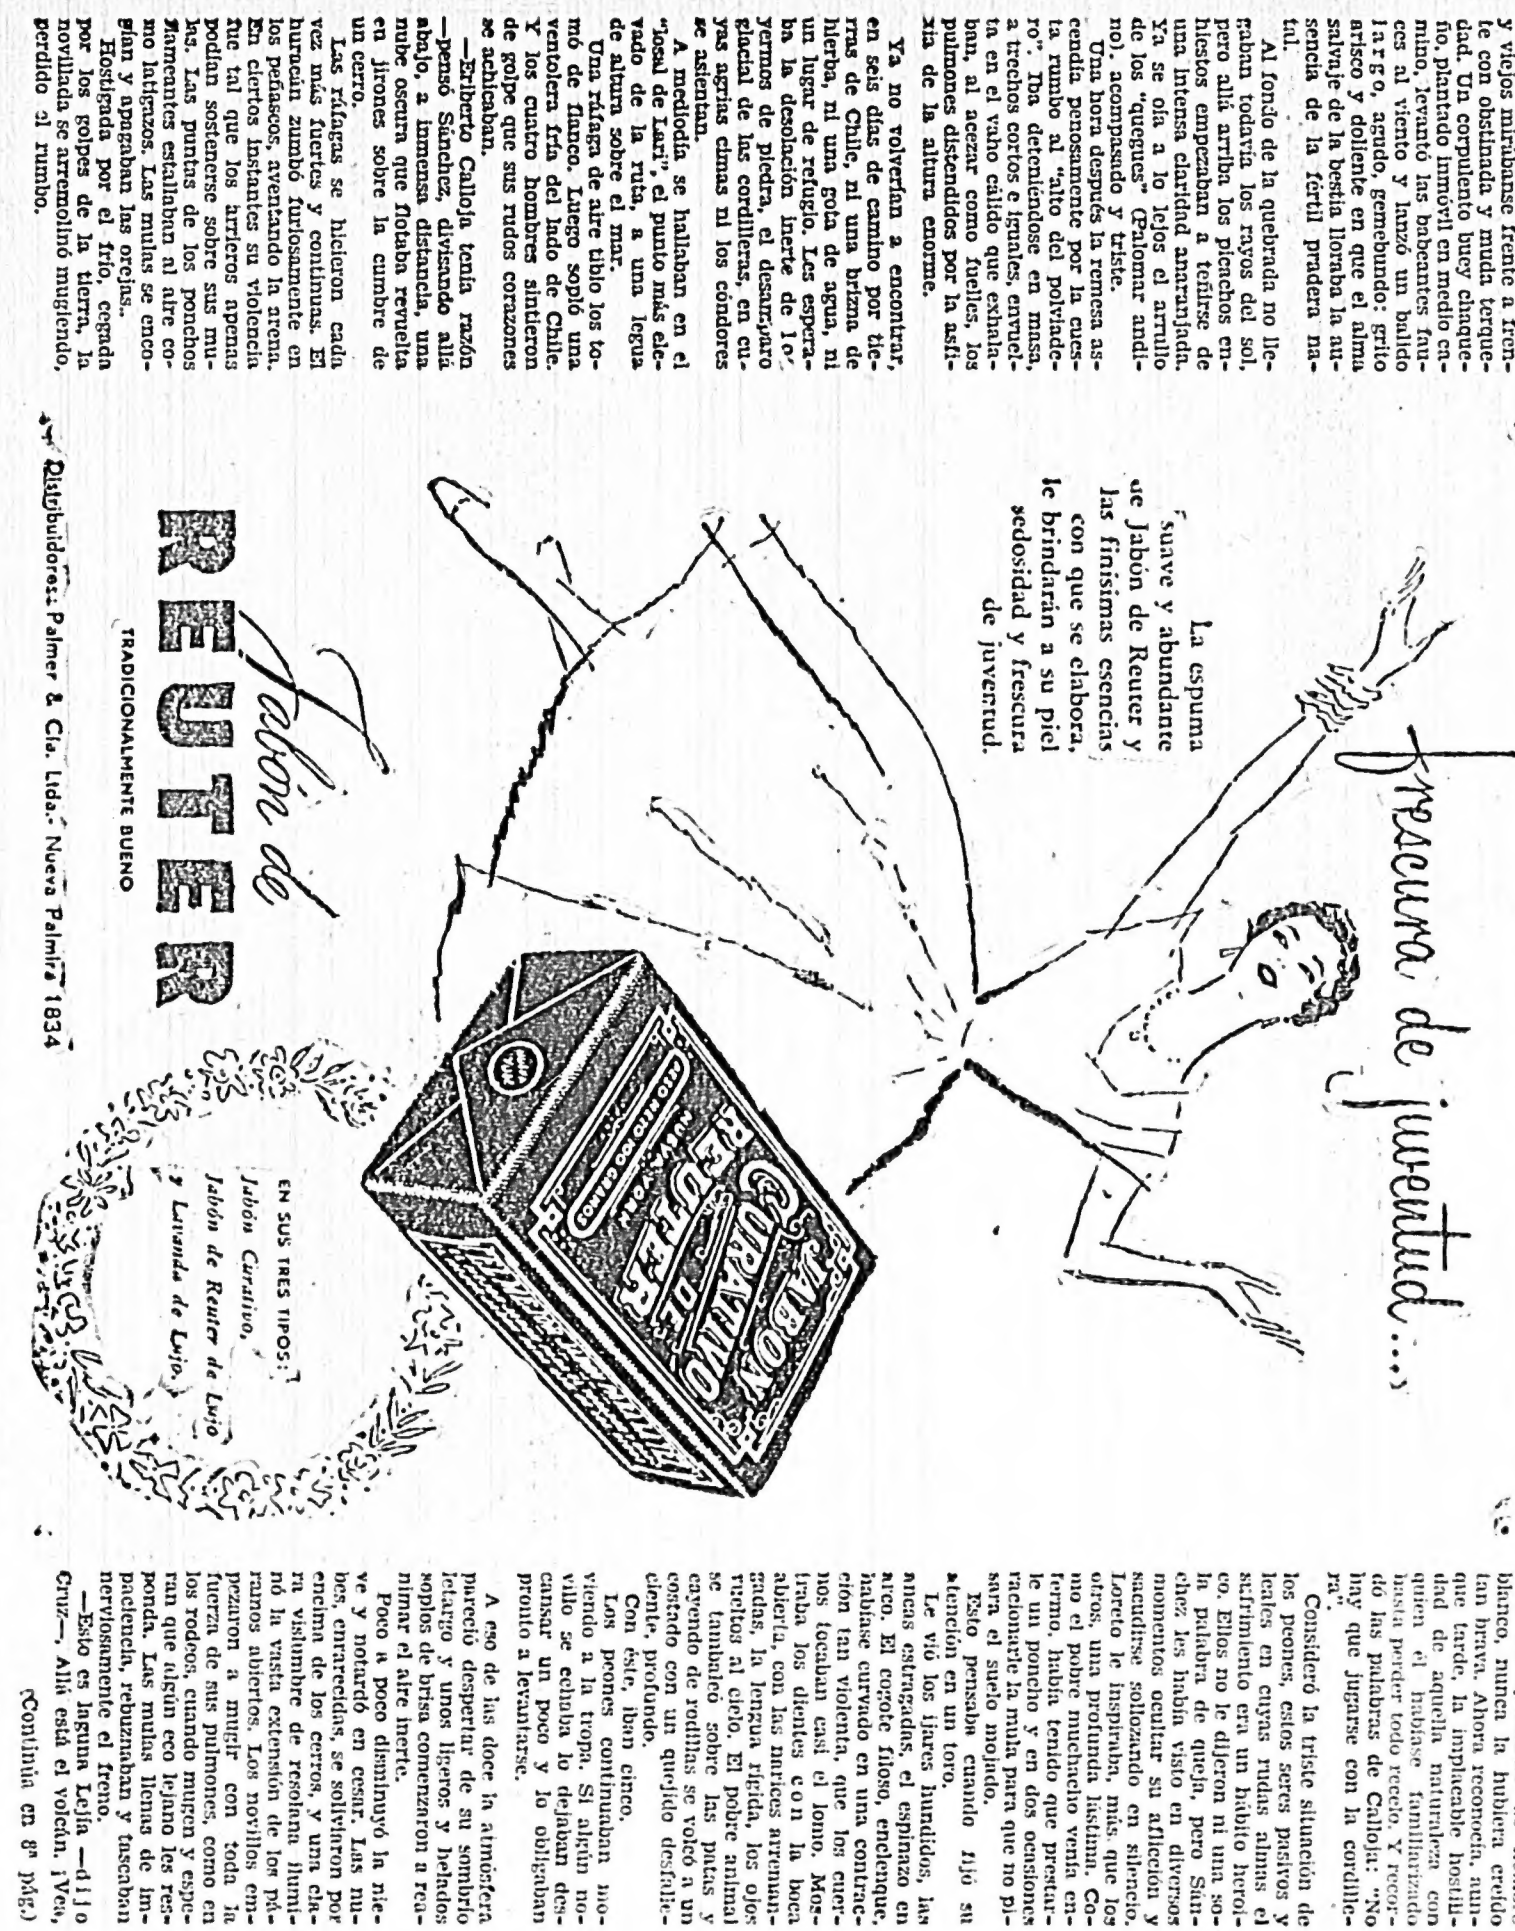 y viejos mirábanse frente a fren-
te con obstinada y muda terque-
dad. Un corpulento buey chaque-
ño, plantado inmóvil en medio ca-
mino, levantó las babeantes fau-
ces al viento y lanzó un balido
largo, agudo, gemebundo: grito
arisco y doliente en que el alma
salvaje de la bestia lloraba la au-
sencia de la fértil pradera na-
tal.
Al fondo de la quebrada no lle-
gaban todavía los rayos del sol,
pero allá arriba los picachos en-
hiestos empezaban a teñirse de
una intensa claridad anaranjada.
Ya se oía a lo lejos el arrullo
de los "quegues" (Palomar andi-
no), acompasado y triste.
Una hora después la remesa as-
cendía penosamente por la cues-
ta rumbo al "alto del polviade-
ro". Iba deteniéndose en masa,
a trechos cortos e iguales, envuel-
ta en el vaho cálido que exhala-
ban, al acezar como fuelles, los
pulmones distendidos por la asfi-
xia de la altura enorme.
Ya no volverían a encontrar,
en seis días de camino por tie-
rras de Chile, ni una brizna de
hierba, ni una gota de agua, ni
un lugar de refugio. Les espera-
ba la desolación inerte de los
yermos de piedra, el desamparo
glacial de las cordilleras, en cu-
yas agrias cimas ni los cóndores
se asientan.
A mediodía se hallaban en el
"losal de Lari", el punto más ele-
vado de la ruta, a una legua
de altura sobre el mar.
Una ráfaga de aire tibio los to-
mó de flanco. Luego sopló una
ventolera fría del lado de Chile.
Y los cuatro hombres sintieron
de golpe que sus rudos corazones
se achicaban.
—Eriberto Calloja tenía razón
—pensó Sánchez, divisando allá
abajo, a inmensa distancia, una
nube oscura que flotaba revuelta
en jirones sobre la cumbre de
un cerro.
Las ráfagas se hicieron cada
vez más fuertes y continuas. El
huracán zumbó furiosamente en
los peñascos, aventando la arena.
En ciertos instantes su violencia
fue tal que los arrieros apenas
podían sostenerse sobre sus mu-
las. Las puntas de los ponchos
flameantes estallaban al aire co-
mo latigazos. Las mulas se enco-
gían y apagaban las orejas..
Hostigada por el frío, cegada
por los golpes de la tierra, la
novillada se arremolinó mugiendo,
perdido el rumbo.
Frescura de juventud...
La espuma
suave y abundante
de Jabón de Reuter y
las finísimas esencias
con que se elabora,
le brindarán a su piel
sedosidad y frescura
de juventud.
JABON
CURATIVO
DE
REUTER
NUEVA YORK
PESO NETO 100 GRAMOS
Jabón de
REUTER
TRADICIONALMENTE BUENO
Distribuidores: Palmer & Cía. Ltda.- Nueva Palmira 1834
EN SUS TRES TIPOS:
Jabón Curativo,
Jabón de Reuter de Lujo
y Lavanda de Lujo.
blanco, nunca la hubiera creído
tan brava. Ahora reconocía, aun-
que tarde, la implacable hostili-
dad de aquella naturaleza con
quien él habíase familiarizado
hasta perder todo recelo. Y recor-
dó las palabras de Calloja: "No
hay que jugarse con la cordille-
ra".
Consideró la triste situación de
los peones, estos seres pasivos y
leales en cuyas rudas almas el
sufrimiento era un hábito heroi-
co. Ellos no le dijeron ni una so-
la palabra de queja, pero Sán-
chez les había visto en diversos
momentos ocultar su aflicción y
sacudirse sollozando en silencio.
Loreto le inspiraba, más que los
otros, una profunda lástima. Co-
mo el pobre muchacho venía en-
fermo, había tenido que prestar-
le un poncho y en dos ocasiones
racionarle la mula para que no pi-
sara el suelo mojado.
Esto pensaba cuando fijó su
atención en un toro.
Le vió los ijares hundidos, las
ancas estragadas, el espinazo en
arco. El cogote filoso, enclenque,
habíase curvado en una contrac-
ción tan violenta, que los cuer-
nos tocaban casi el lomo. Mos-
traba los dientes con la boca
abierta, con las narices arreman-
gadas, la lengua rígida, los ojos
vueltos al cielo. El pobre animal
se tambaleó sobre las patas y
cayendo de rodillas se volcó a un
costado con un quejido desfalle-
ciente, profundo.
Con éste, iban cinco.
Los peones continuaban mo-
viendo a la tropa. Si algún no-
villo se echaba lo dejaban des-
cansar un poco y lo obligaban
pronto a levantarse.
A eso de las doce la atmósfera
pareció despertar de su sombrío
letargo y unos ligeros y helados
soplos de brisa comenzaron a rea-
nimar el aire inerte.
Poco a poco disminuyó la nie-
ve y notardó en cesar. Las nu-
bes, enrarecidas, se soliviaron por
encima de los cerros, y una cla-
ra vislumbre de resolana ilumi-
nó la vasta extensión de los pá-
ranos abiertos. Los novillos em-
pezaron a mugir con toda la
fuerza de sus pulmones, como en
los rodeos, cuando mugen y espe-
ran que algún eco lejano les res-
ponda. Las mulas llenas de im-
paciencia, rebuznaban y tascaban
nerviosamente el freno.
—Esto es laguna Lejía —dijo
Cruz—. Allá está el volcán. ¡Vea,
(Continúa en 8ª pág.)